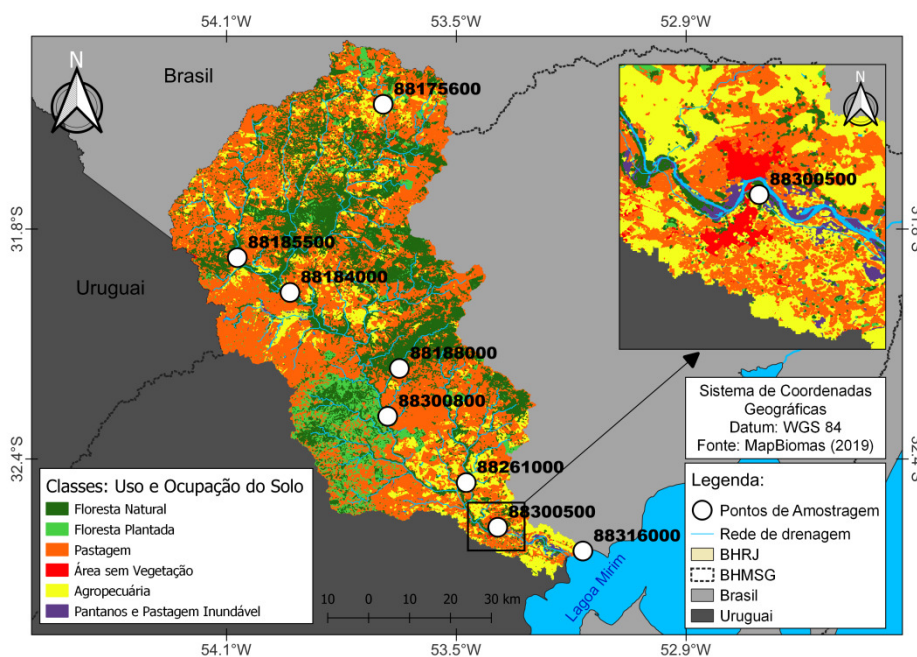 54.1°W
53.5°W
52.9°W
N
Brasil
88175600
N
88300500
31.8°S
88185500
Uruguai
88184000
88188000
88300800
Sistema de Coordenadas
Geográficas
Datum: WGS 84
Fonte: MapBiomas (2019)
32.4°S
88261000
88300500
88316000
Lagoa Mirim
Classes: Uso e Ocupação do Solo
Floresta Natural
Floresta Plantada
Pastagem
Área sem Vegetação
Agropecuária
Pantanos e Pastagem Inundável
10 0 10 20 30 km
Legenda:
Pontos de Amostragem
Rede de drenagem
BHRJ
BHMSG
Brasil
Uruguai
54.1°W
53.5°W
52.9°W